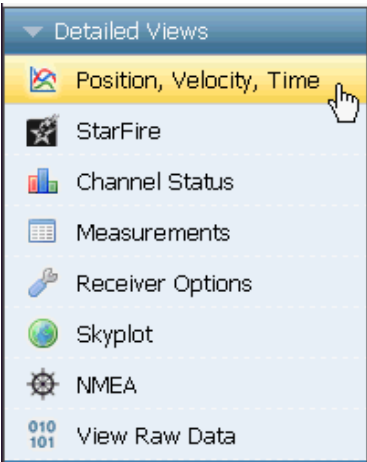 Detailed Views
Position, Velocity, Time
StarFire
Channel Status
Measurements
Receiver Options
Skyplot
NMEA
010
101
View Raw Data